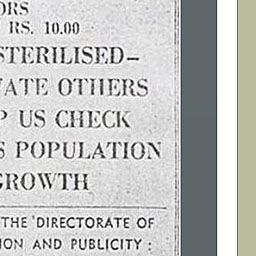 ORS
RS. 10.00
STERILISED–
VATE OTHERS
P US CHECK
S POPULATION
GROWTH
THE DIRECTORATE OF
ION AND PUBLICITY :